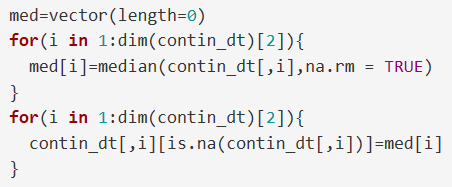 med=vector(length=0)
for(i in 1:dim(contin_dt)[2]){
  med[i]=median(contin_dt[,i],na.rm = TRUE)
}
for(i in 1:dim(contin_dt)[2]){
  contin_dt[,i][is.na(contin_dt[,i])]=med[i]
}